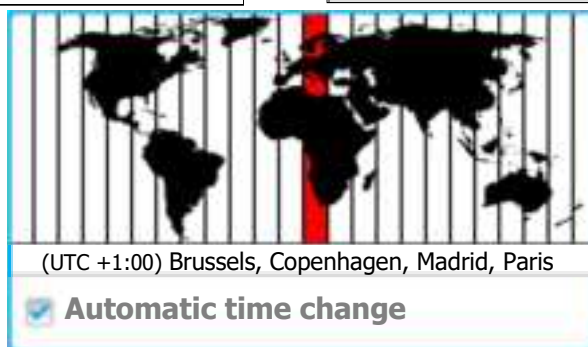 (UTC +1:00) Brussels, Copenhagen, Madrid, Paris
Automatic time change